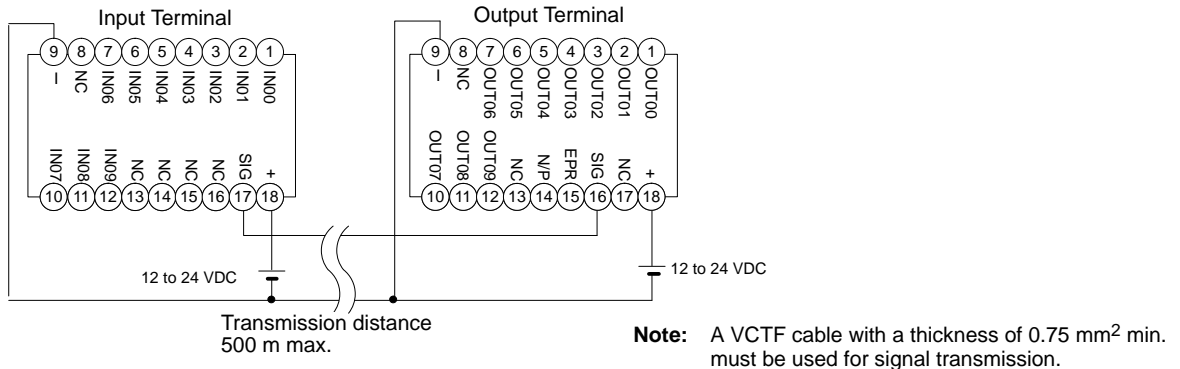 Input Terminal
9 8 7 6 5 4 3 2 1
– NC IN06 IN05 IN04 IN03 IN02 IN01 IN00
IN07 IN08 IN09 NC NC NC NC SIG +
10 11 12 13 14 15 16 17 18
12 to 24 VDC
Transmission distance
500 m max.
Output Terminal
9 8 7 6 5 4 3 2 1
– NC OUT06 OUT05 OUT04 OUT03 OUT02 OUT01 OUT00
OUT07 OUT08 OUT09 NC N/P EPR SIG NC +
10 11 12 13 14 15 16 17 18
12 to 24 VDC
Note: A VCTF cable with a thickness of 0.75 mm² min.
must be used for signal transmission.